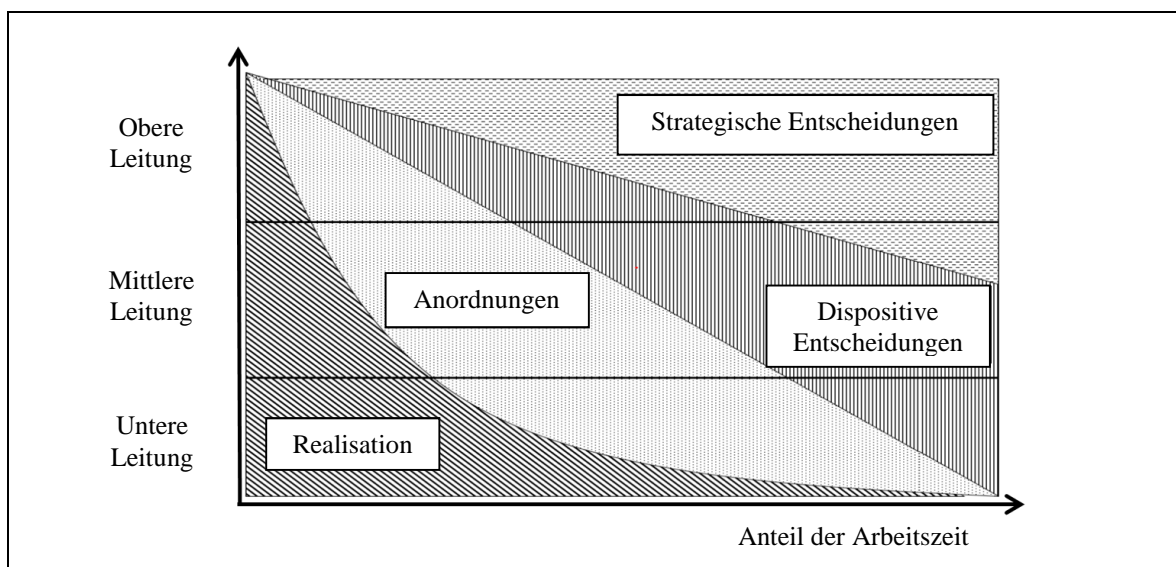 Obere
Leitung
Strategische Entscheidungen
Mittlere
Leitung
Anordnungen
Dispositive
Entscheidungen
Untere
Leitung
Realisation
Anteil der Arbeitszeit